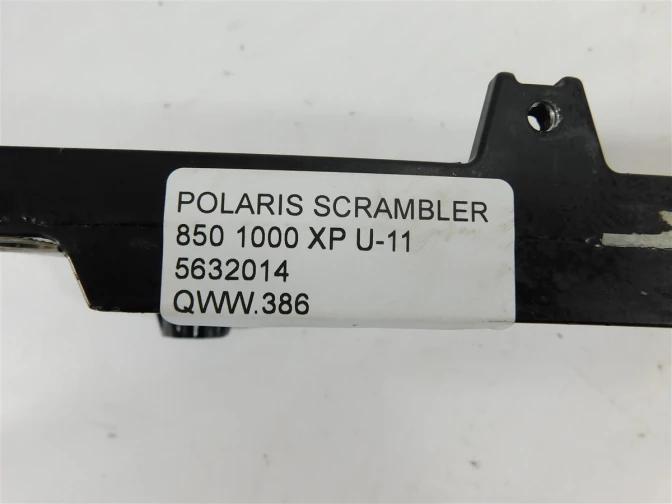 POLARIS SCRAMBLER
850 1000 XP U-11
5632014
QWW.386